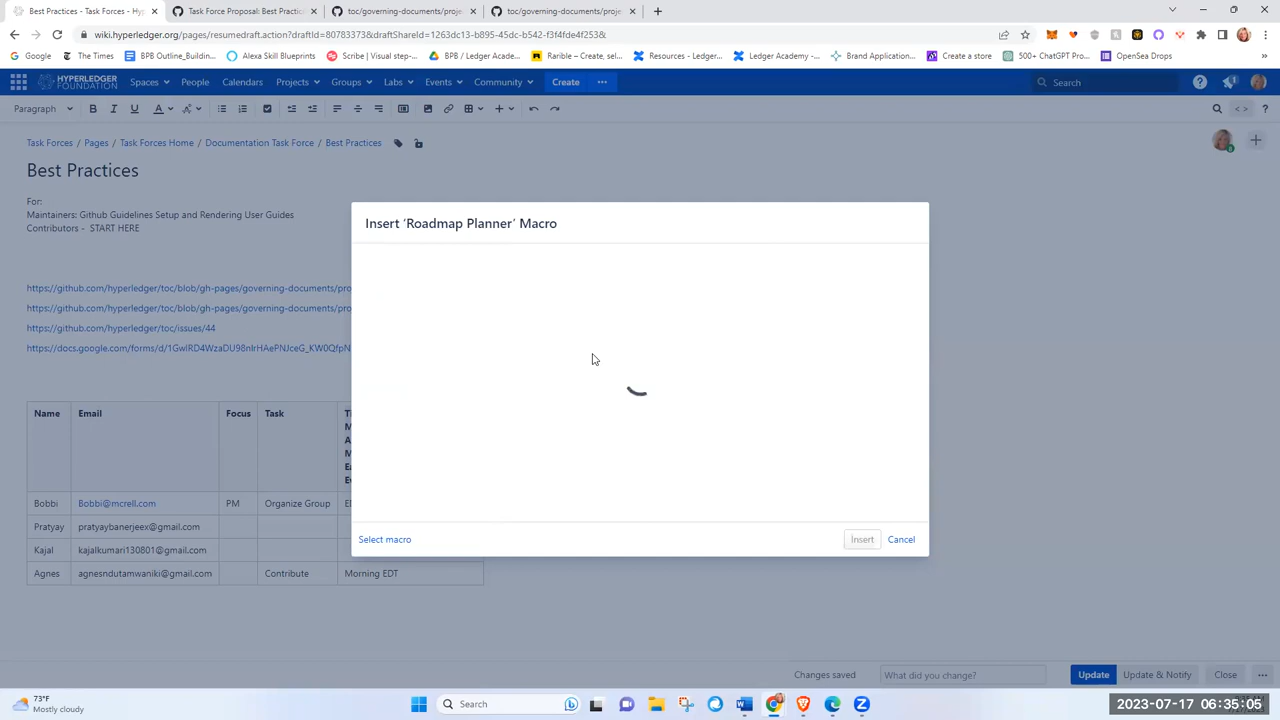 Best Practices - Task Forces - Hy
Task Force Proposal: Best Practic
toc/governing-documents/proje
toc/governing-documents/proje
wiki.hyperledger.org/pages/resumedraft.action?draftId=80783373&draftShareId=1263dc13-b895-45dc-b542-f3f4fde4f253&
Google
The Times
BPB Outline_Building...
Alexa Skill Blueprints
Scribe | Visual step-...
BPB / Ledger Acade...
Rarible – Create, sel...
Resources - Ledger...
Ledger Academy -...
Brand Application...
Create a store
500+ ChatGPT Pro...
OpenSea Docs
HYPERLEDGER
FOUNDATION
Spaces
People
Calendars
Projects
Groups
Labs
Events
Community
Create
Search
Paragraph
B I U A
Task Forces / Pages / Task Forces Home / Documentation Task Force / Best Practices
Best Practices
For:
Maintainers: Github Guidelines Setup and Rendering User Guides
Contributors - START HERE
Insert 'Roadmap Planner' Macro
https://github.com/hyperledger/toc/blob/gh-pages/governing-documents/pro
https://github.com/hyperledger/toc/blob/gh-pages/governing-documents/pro
https://github.com/hyperledger/toc/issues/44
Name Email Focus Task
Bobbi Bobbi@mcrell.com PM Organize Group
Pratyay pratyaybanerjeex@gmail.com
Kajal kajalkumari130801@gmail.com
Agnes agnesndutamwaniki@gmail.com Contribute Morning EDT
Select macro
Insert
Cancel
Changes saved
What did you change?
Update
Update & Notify
Close
73°F
Mostly cloudy
Search
2023-07-17 06:35:05